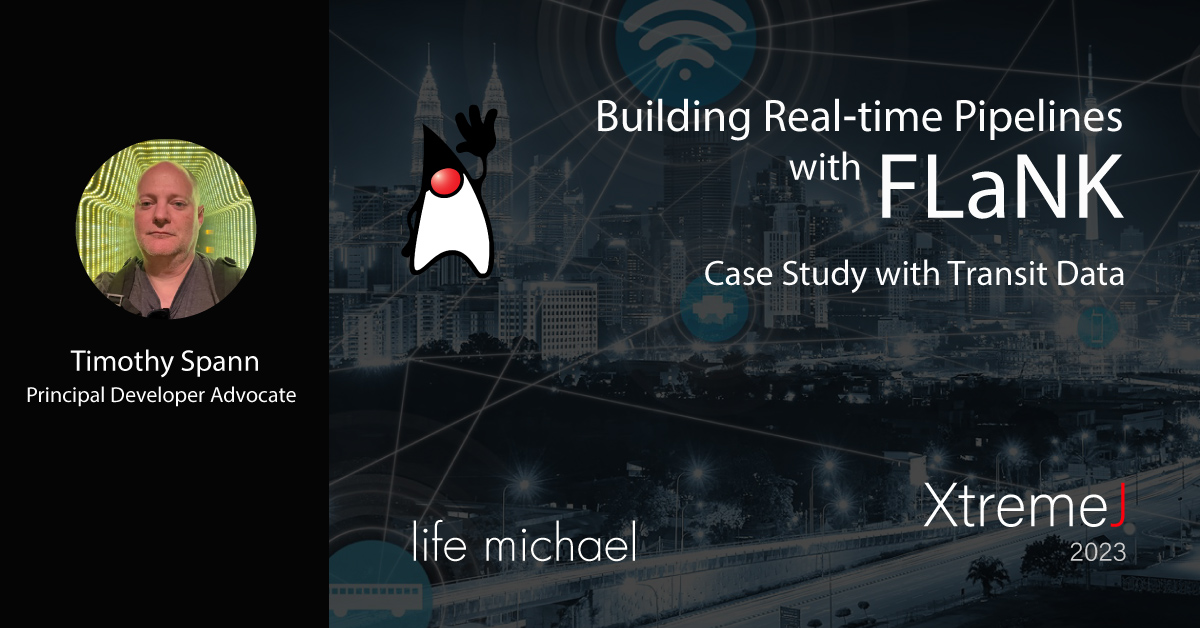 Building Real-time Pipelines
with FLaNK
Case Study with Transit Data
Timothy Spann
Principal Developer Advocate
life michael
XtremeJ
2023